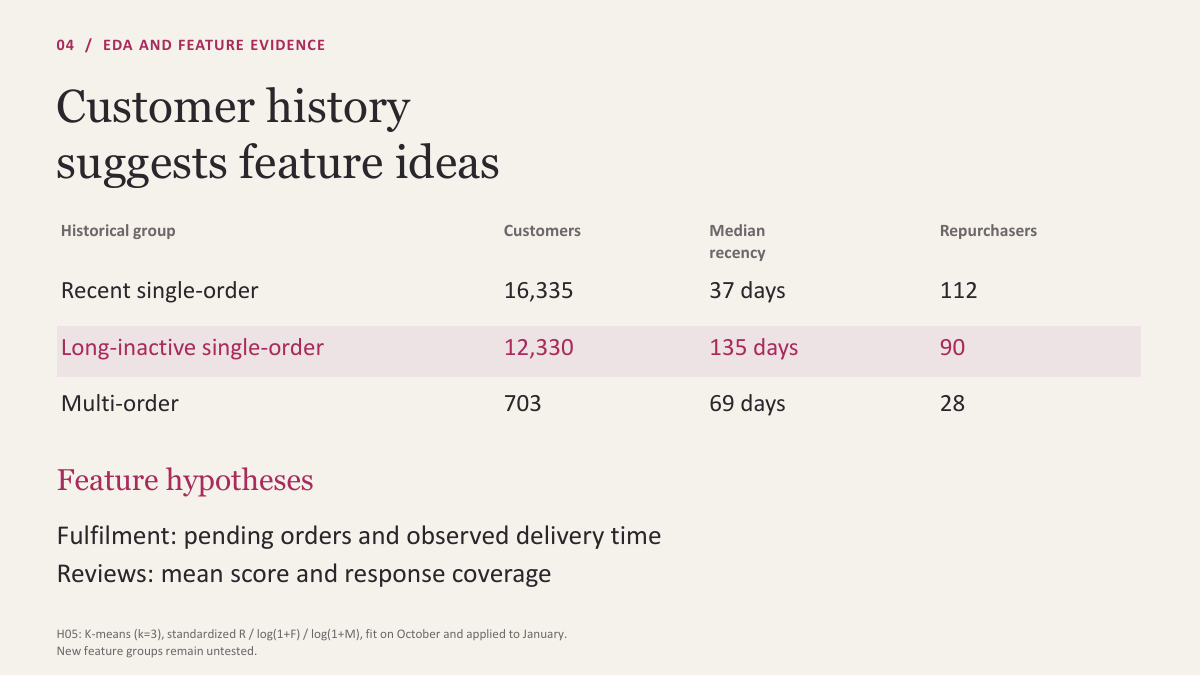 04 / EDA AND FEATURE EVIDENCE
Customer history
suggests feature ideas
Historical group Customers Median recency Repurchasers
Recent single-order 16,335 37 days 112
Long-inactive single-order 12,330 135 days 90
Multi-order 703 69 days 28
Feature hypotheses
Fulfilment: pending orders and observed delivery time
Reviews: mean score and response coverage
H05: K-means (k=3), standardized R / log(1+F) / log(1+M), fit on October and applied to January.
New feature groups remain untested.